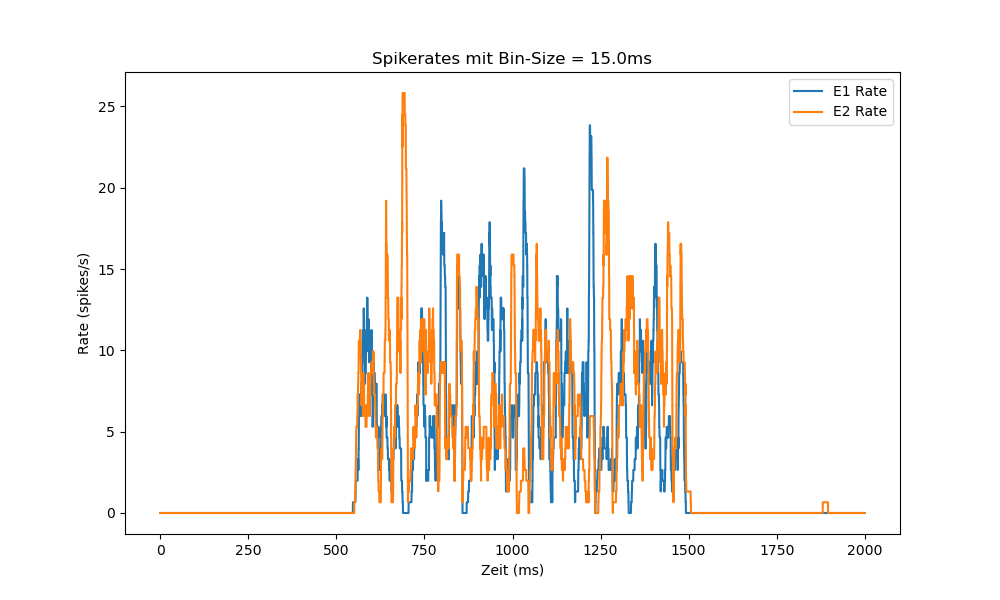 Spikerates mit Bin-Size = 15.0ms
E1 Rate
E2 Rate
Rate (spikes/s)
25
20
15
10
5
0
0 250 500 750 1000 1250 1500 1750 2000
Zeit (ms)